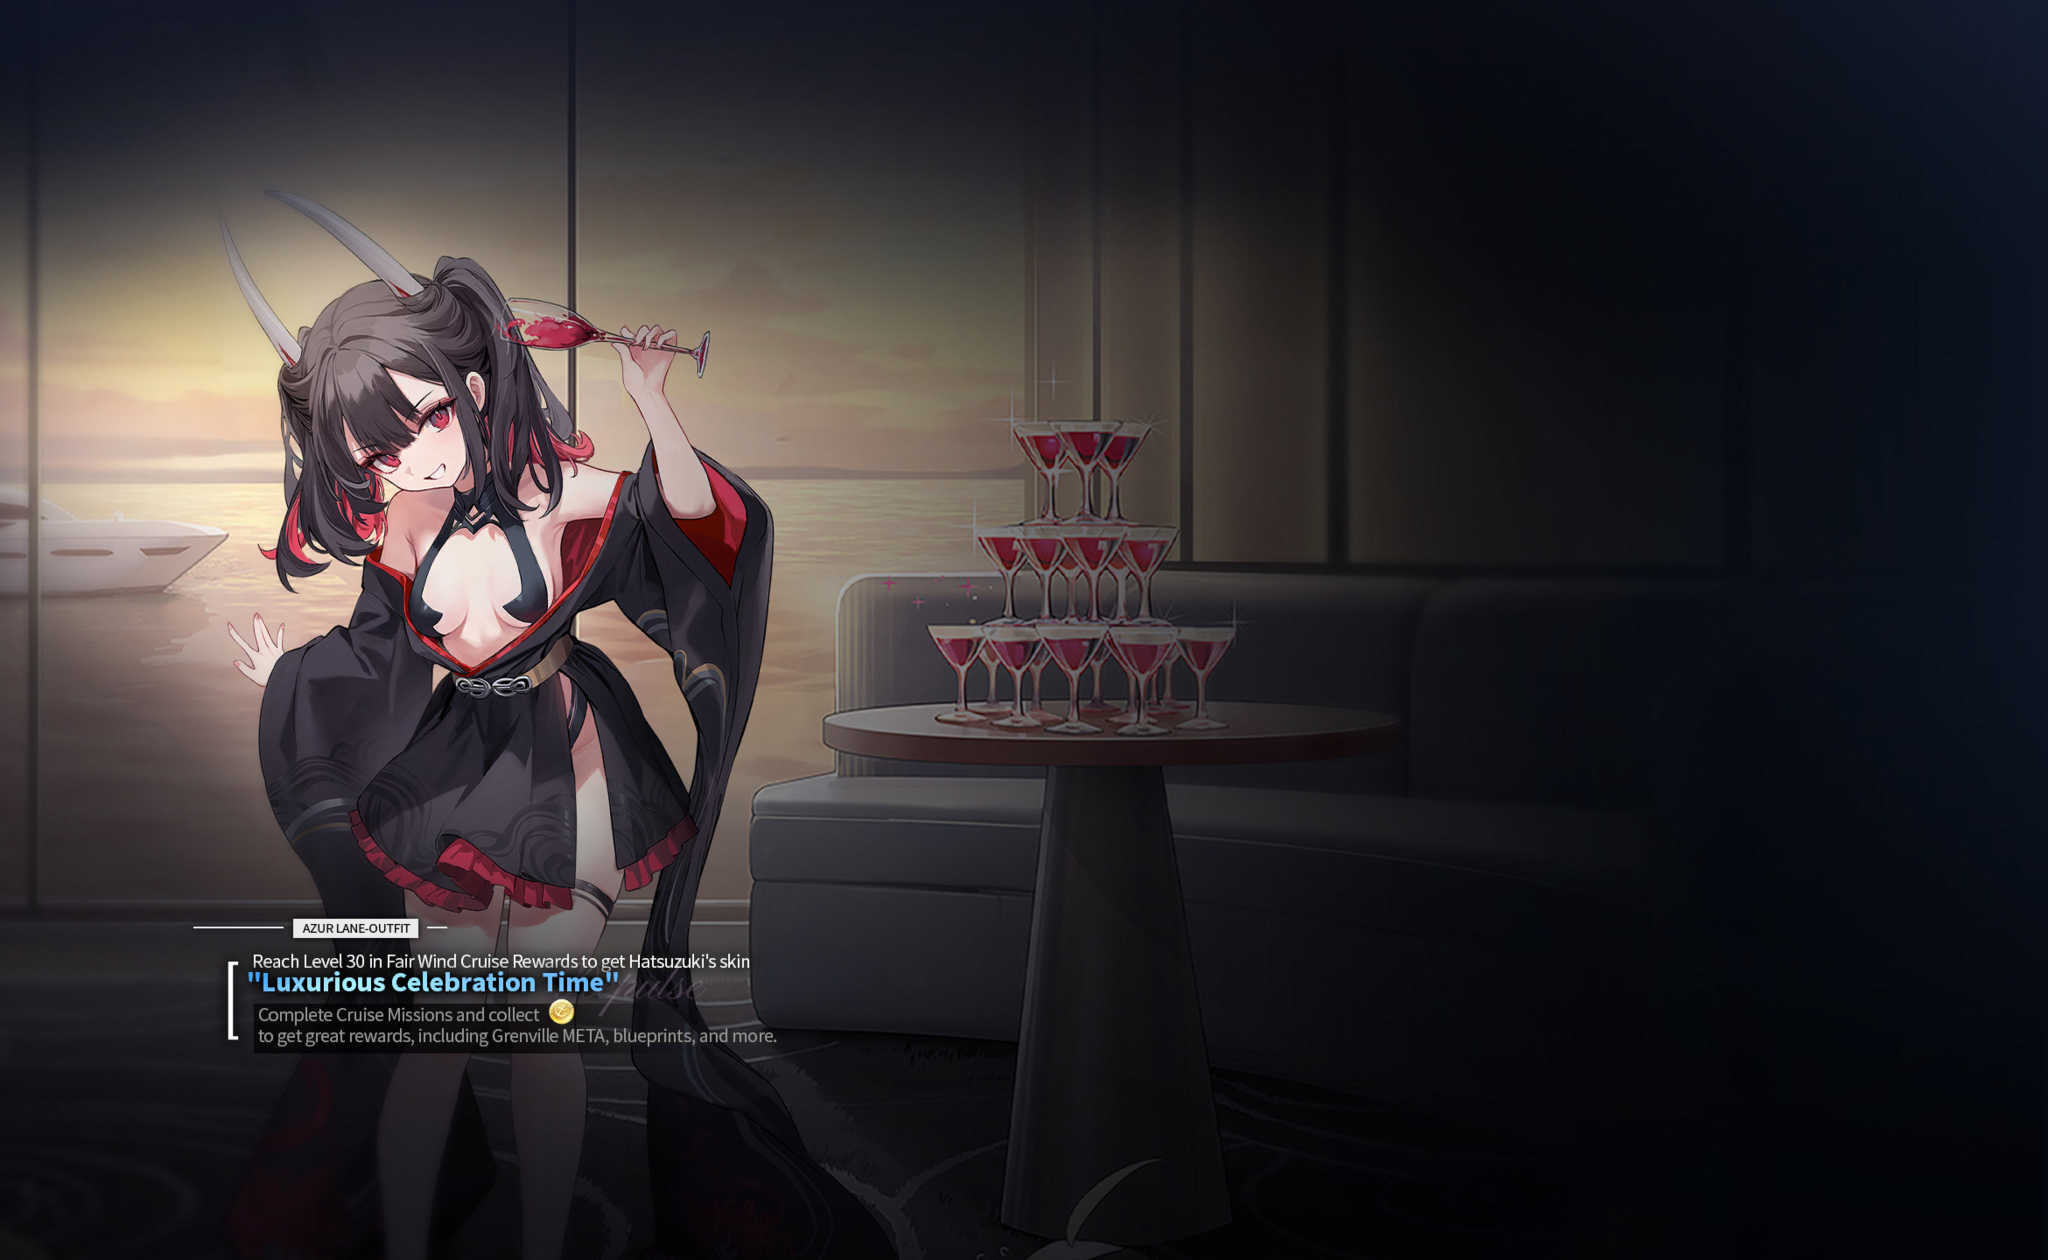 AZUR LANE-OUTFIT
Reach Level 30 in Fair Wind Cruise Rewards to get Hatsuzuki's skin
"Luxurious Celebration Time"
Complete Cruise Missions and collect
to get great rewards, including Grenville META, blueprints, and more.